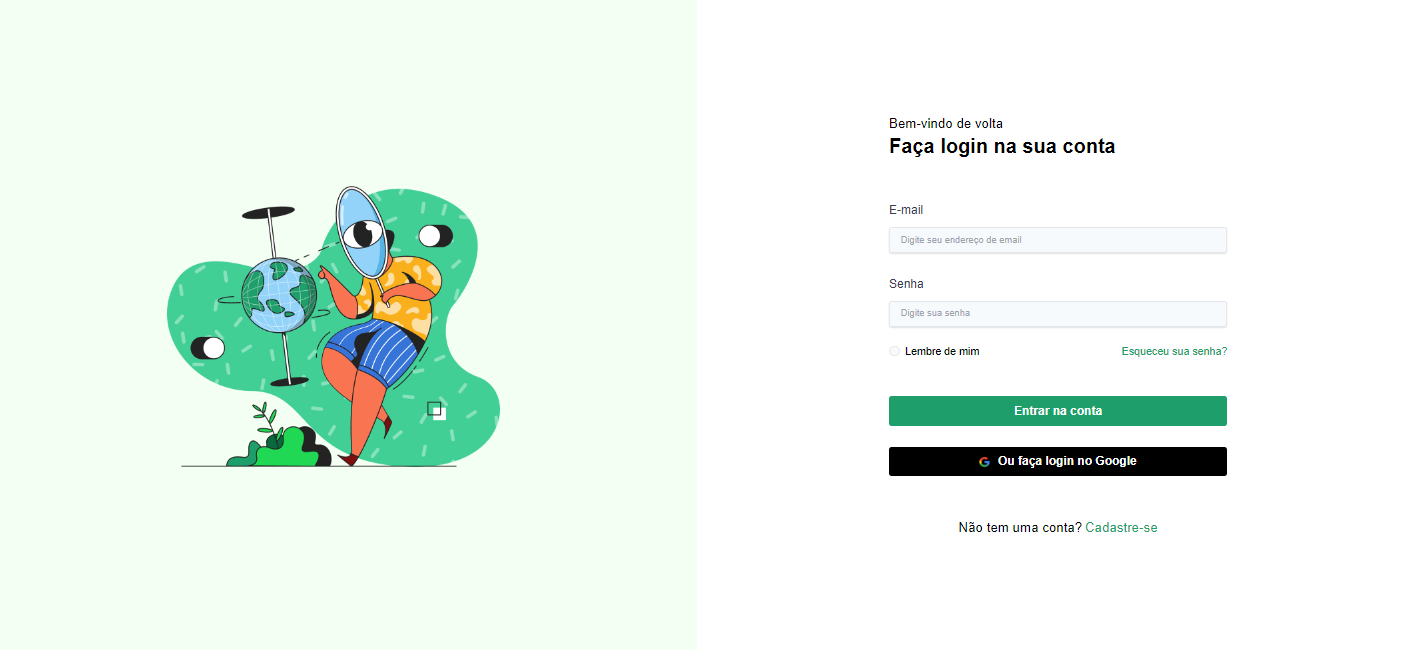 Bem-vindo de volta
Faça login na sua conta
E-mail
Digite seu endereço de email
Senha
Digite sua senha
Lembre de mim
Esqueceu sua senha?
Entrar na conta
Ou faça login no Google
Não tem uma conta? Cadastre-se